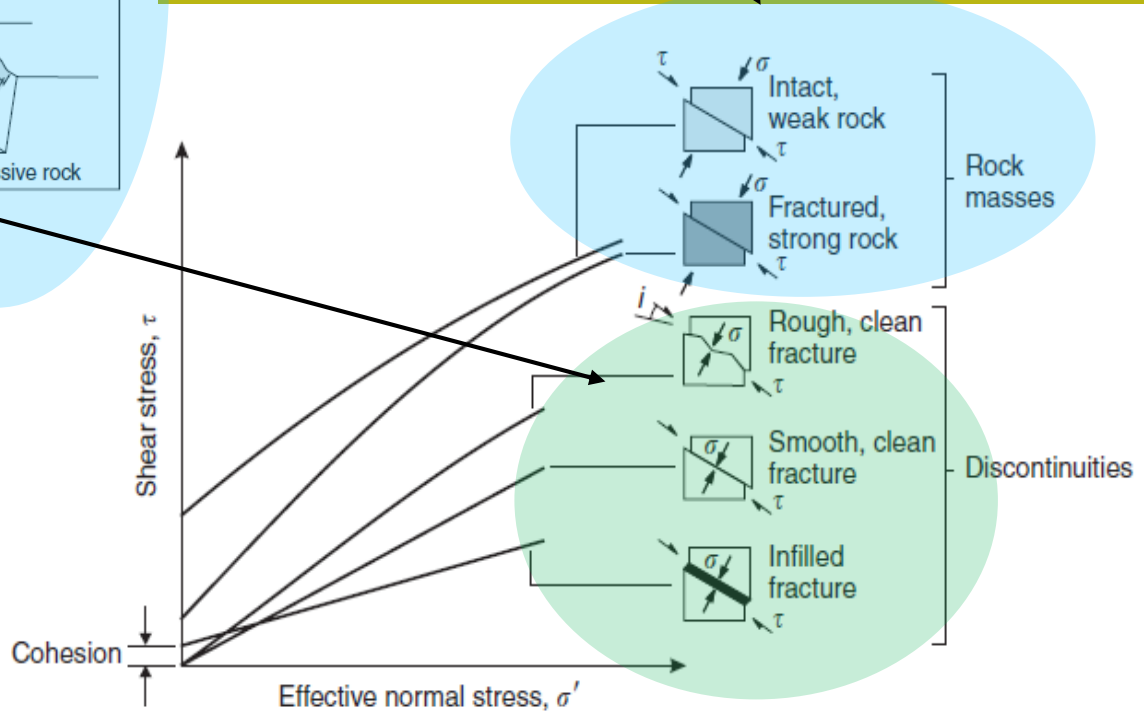 sive rock
τ
σ
Intact,
weak rock
τ
σ
Fractured,
strong rock
τ
Rock
masses
i
σ
Rough, clean
fracture
τ
σ
Smooth, clean
fracture
τ
Discontinuities
σ
Infilled
fracture
τ
Shear stress, τ
Cohesion
Effective normal stress, σ′